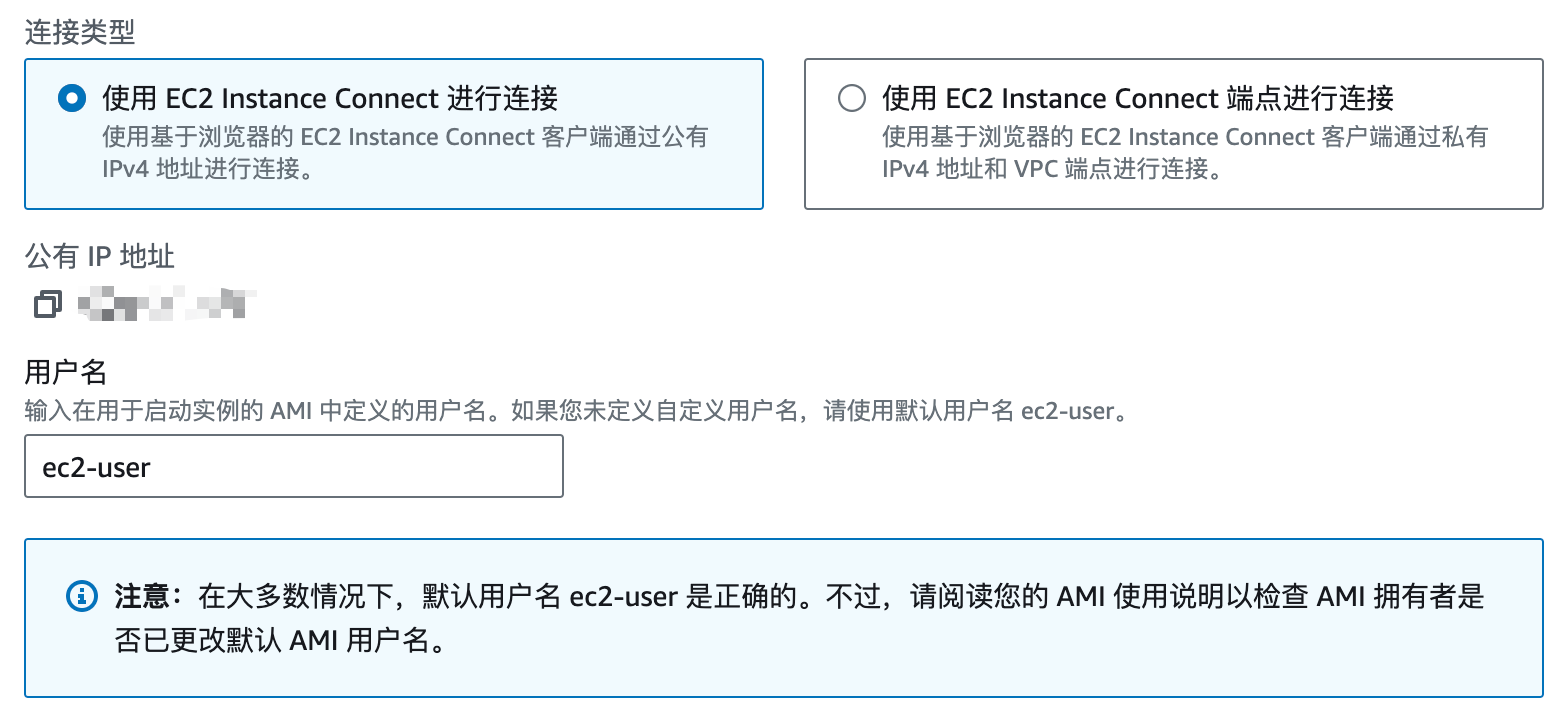 连接类型
使用 EC2 Instance Connect 进行连接
使用基于浏览器的 EC2 Instance Connect 客户端通过公有
IPv4 地址进行连接。
使用 EC2 Instance Connect 端点进行连接
使用基于浏览器的 EC2 Instance Connect 客户端通过私有
IPv4 地址和 VPC 端点进行连接。
公有 IP 地址
用户名
输入在用于启动实例的 AMI 中定义的用户名。如果您未定义自定义用户名，请使用默认用户名 ec2-user。
ec2-user
注意：在大多数情况下，默认用户名 ec2-user 是正确的。不过，请阅读您的 AMI 使用说明以检查 AMI 拥有者是
否已更改默认 AMI 用户名。